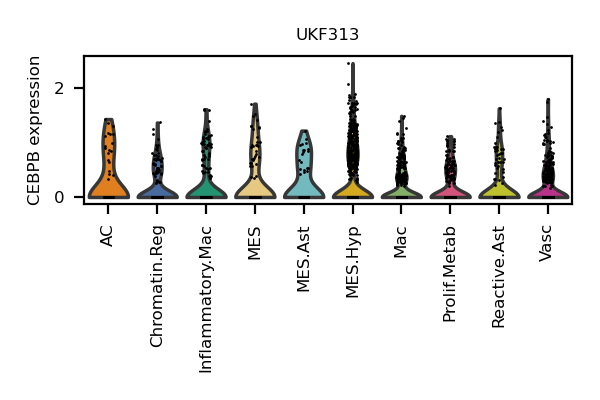 UKF313
CEBPB expression
2
0
AC
Chromatin.Reg
Inflammatory.Mac
MES
MES.Ast
MES.Hyp
Mac
Prolif.Metab
Reactive.Ast
Vasc